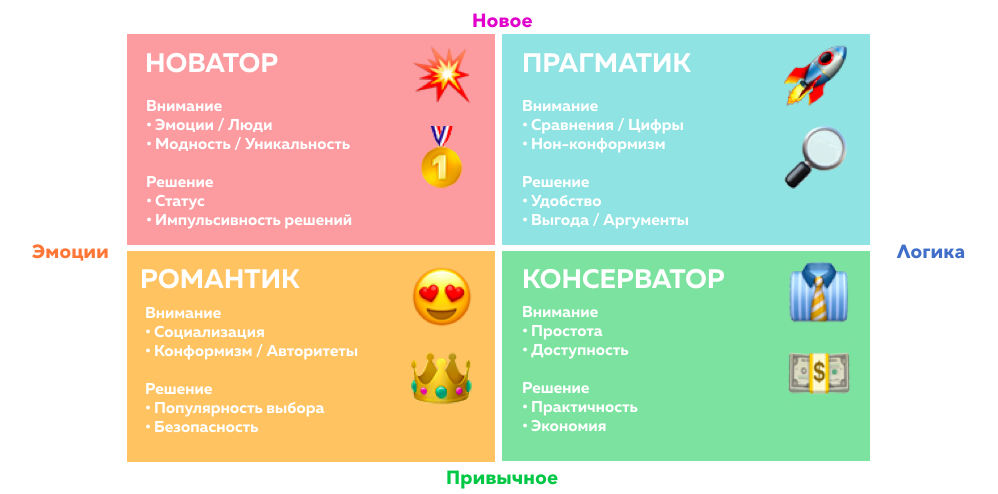 Новое
НОВАТОР
Внимание
• Эмоции / Люди
• Модность / Уникальность
Решение
• Статус
• Импульсивность решений
ПРАГМАТИК
Внимание
• Сравнения / Цифры
• Нон-конформизм
Решение
• Удобство
• Выгода / Аргументы
Эмоции
Логика
РОМАНТИК
Внимание
• Социализация
• Конформизм / Авторитеты
Решение
• Популярность выбора
• Безопасность
КОНСЕРВАТОР
Внимание
• Простота
• Доступность
Решение
• Практичность
• Экономия
Привычное
1
$